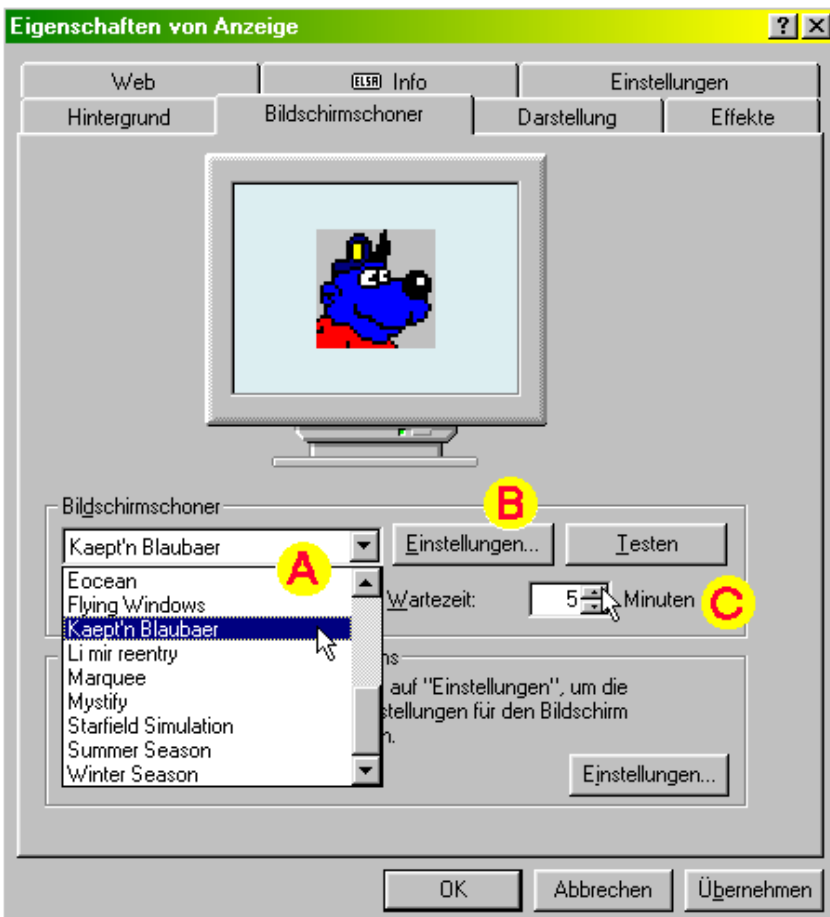 Eigenschaften von Anzeige
Web
ELSA Info
Einstellungen
Hintergrund
Bildschirmschoner
Darstellung
Effekte
B
Bildschirmschoner
Kaept'n Blaubaer
Einstellungen...
Testen
A
Eocean
Flying Windows
Kaept'n Blaubaer
Li mir reentry
Marquee
Mystify
Starfield Simulation
Summer Season
Winter Season
Wartezeit:
5
Minuten
C
auf "Einstellungen", um die
stellungen für den Bildschirm
Einstellungen...
OK
Abbrechen
Übernehmen